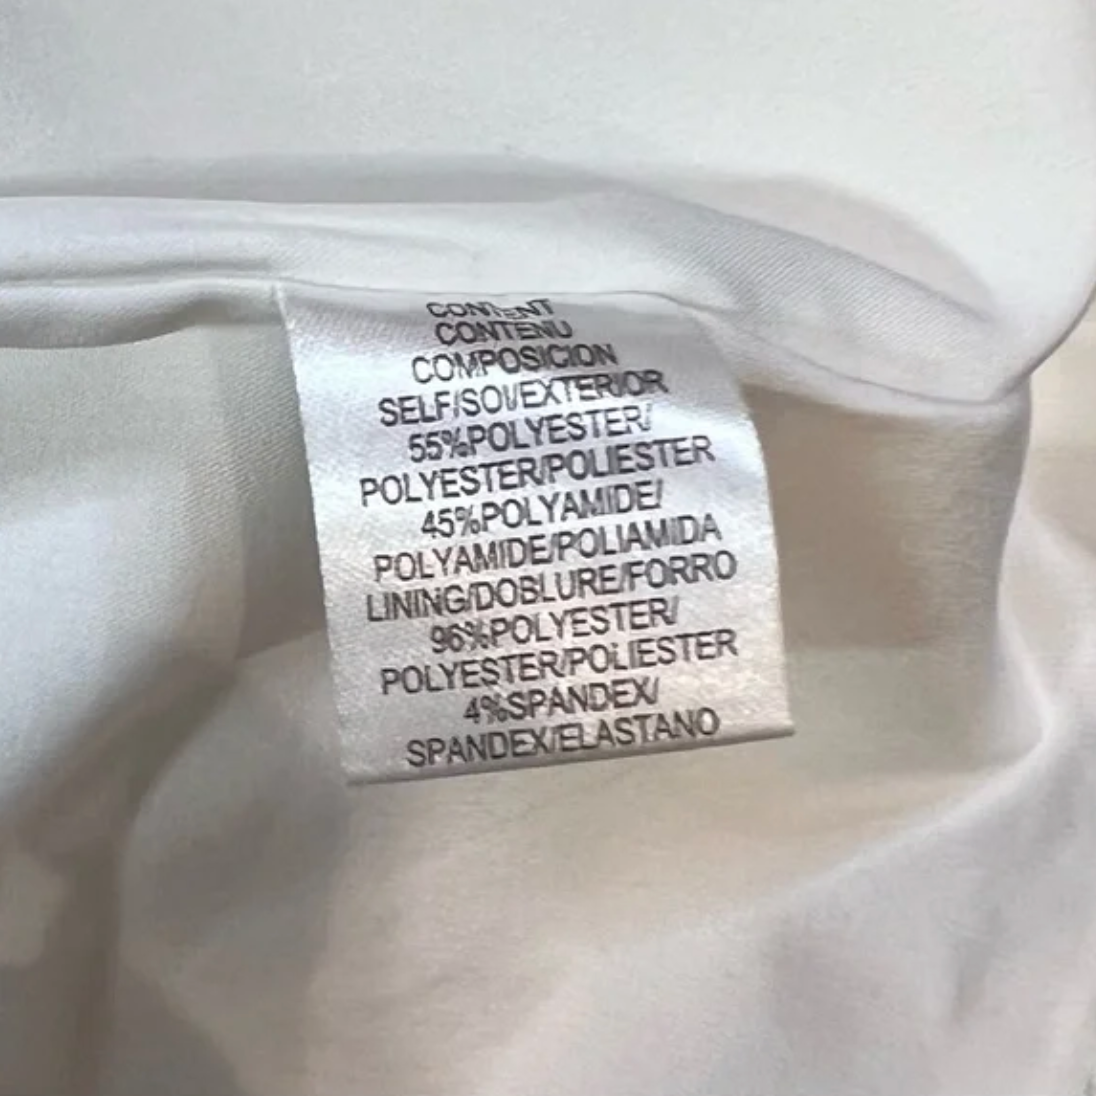 CONTENT
CONTENU
COMPOSICION
SELF/SOI/EXTERIOR
55%POLYESTER/
POLYESTER/POLIESTER
45%POLYAMIDE/
POLYAMIDE/POLIAMIDA
LINING/DOBLURE/FORRO
96%POLYESTER/
POLYESTER/POLIESTER
4%SPANDEX/
SPANDEX/ELASTANO